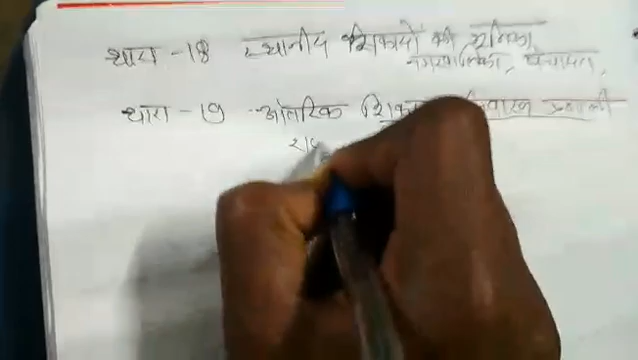 धारा - 18 स्थानीय निकायों की भूमिका
नगरपालिका, पंचायत,
धारा - 19 आंतरिक प्रणाली